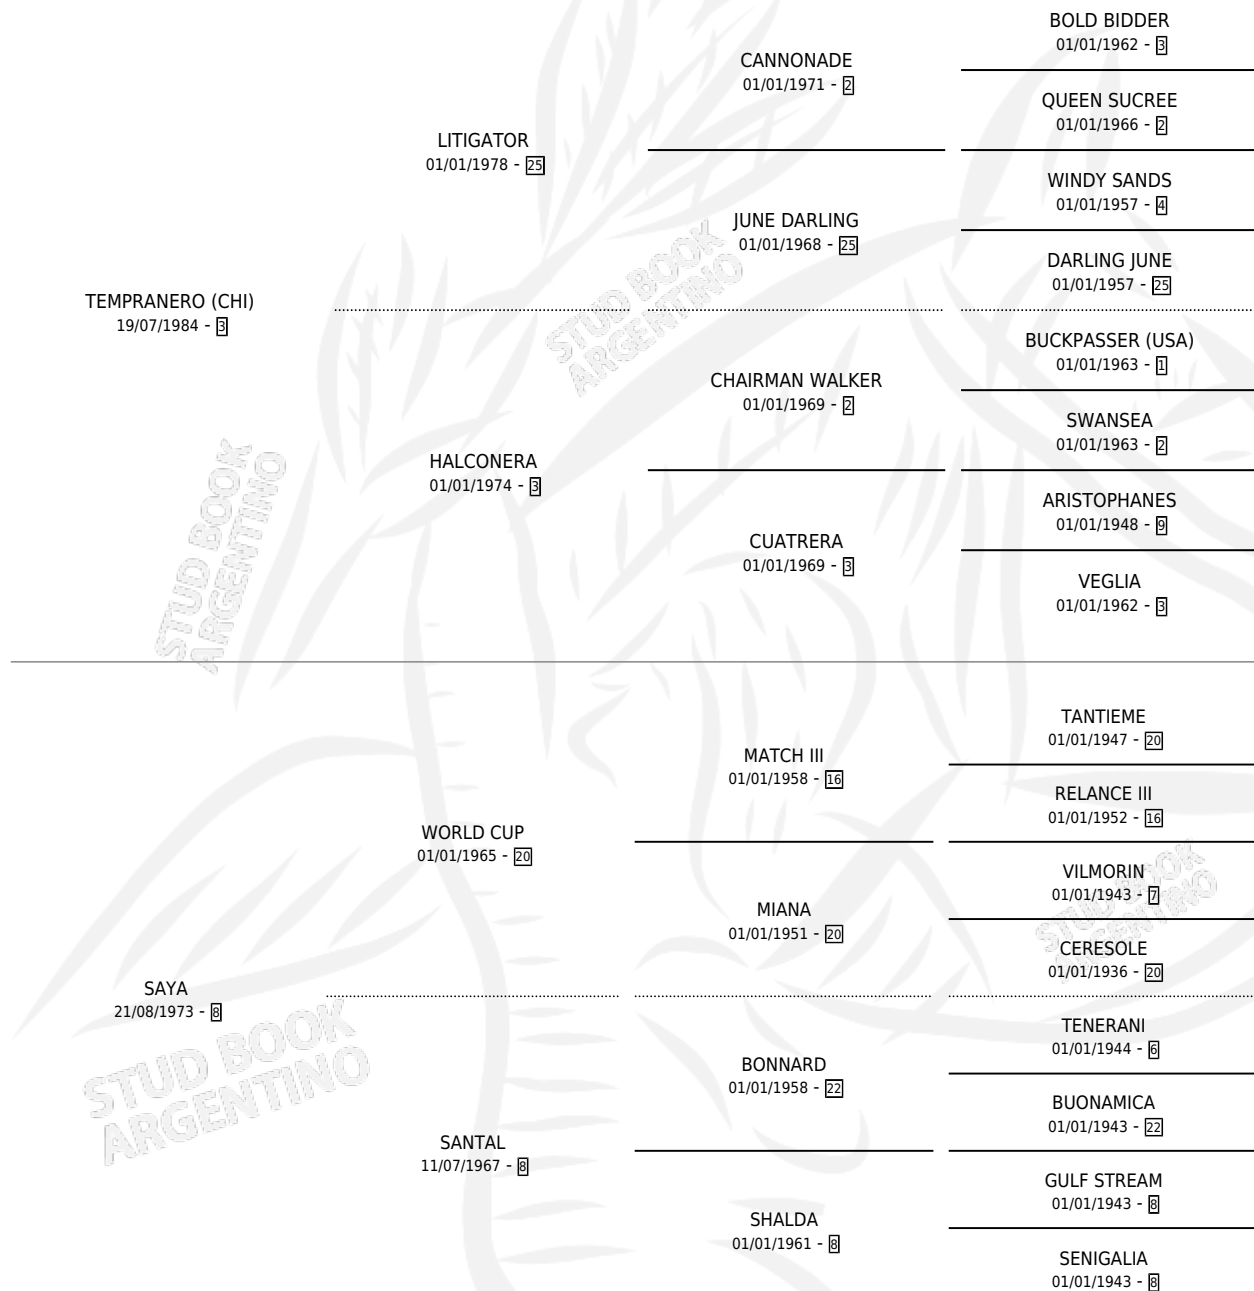 BOLD BIDDER
01/01/1962 - 3
CANNONADE
01/01/1971 - 2
QUEEN SUCREE
01/01/1966 - 2
LITIGATOR
01/01/1978 - 25
WINDY SANDS
01/01/1957 - 4
JUNE DARLING
01/01/1968 - 25
DARLING JUNE
01/01/1957 - 25
TEMPRANERO (CHI)
19/07/1984 - 3
STUD BOOK
ARGENTINO
BUCKPASSER (USA)
01/01/1963 - 1
CHAIRMAN WALKER
01/01/1969 - 2
SWANSEA
01/01/1963 - 2
HALCONERA
01/01/1974 - 3
ARISTOPHANES
01/01/1948 - 9
CUATRERA
01/01/1969 - 3
VEGLIA
01/01/1962 - 3
STUD BOOK
ARGENTINO
TANTIEME
01/01/1947 - 20
MATCH III
01/01/1958 - 16
RELANCE III
01/01/1952 - 16
WORLD CUP
01/01/1965 - 20
VILMORIN
01/01/1943 - 7
MIANA
01/01/1951 - 20
STUD BOOK
ARGENTINO
CERESOLE
01/01/1936 - 20
SAYA
21/08/1973 - 8
STUD BOOK
ARGENTINO
TENERANI
01/01/1944 - 6
BONNARD
01/01/1958 - 22
BUONAMICA
01/01/1943 - 22
SANTAL
11/07/1967 - 8
GULF STREAM
01/01/1943 - 8
SHALDA
01/01/1961 - 8
SENIGALIA
01/01/1943 - 8